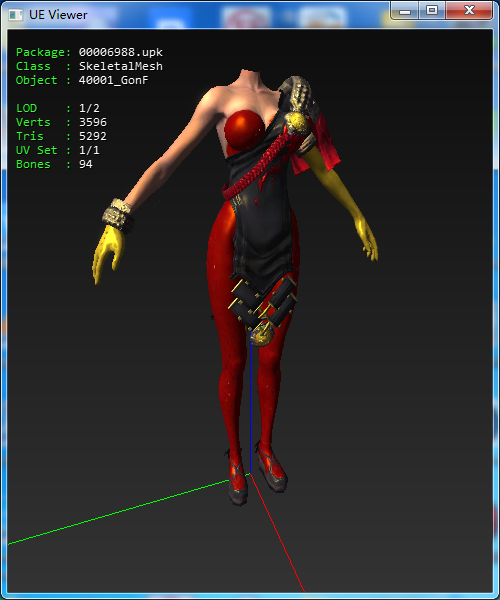 UE Viewer
Package: 00006988.upk
Class : SkeletalMesh
Object : 40001_GonF
LOD : 1/2
Verts : 3596
Tris : 5292
UV Set : 1/1
Bones : 94